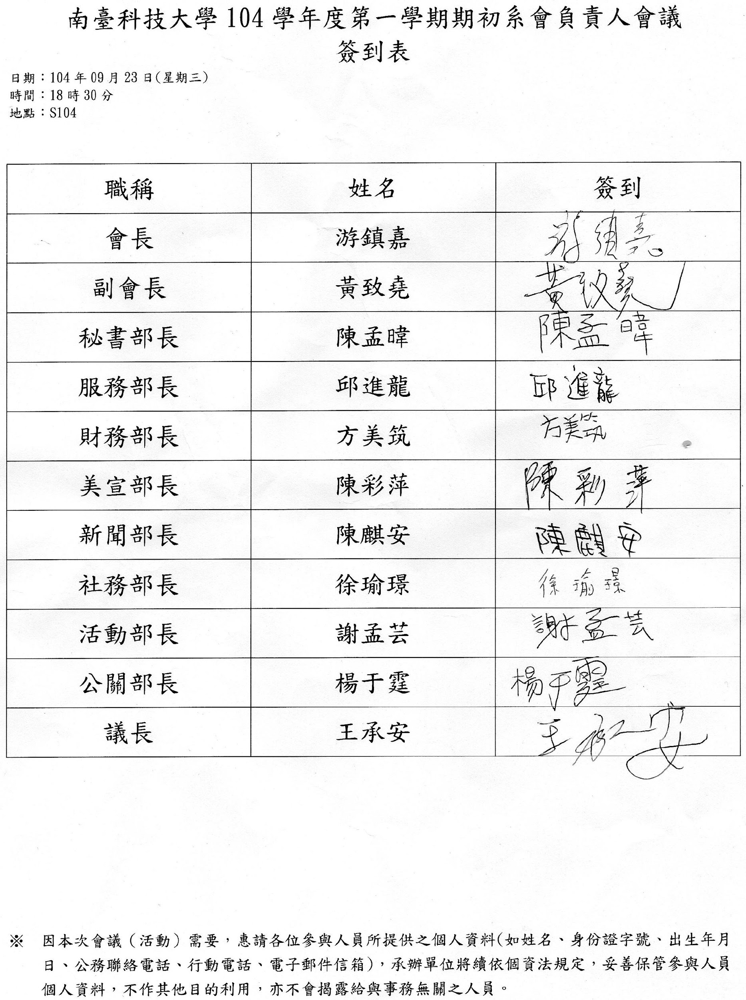 南臺科技大學 104 學年度第一學期期初系會負責人會議
簽到表
日期：104 年 09 月 23 日(星期三)
時間：18 時 30 分
地點：S104
職稱 姓名 簽到
會長 游鎮嘉 游鎮嘉
副會長 黃致堯 黃致堯
秘書部長 陳孟暐 陳孟暐
服務部長 邱進龍 邱進龍
財務部長 方美筑 方美筑
美宣部長 陳彩萍 陳彩萍
新聞部長 陳麒安 陳麒安
社務部長 徐瑜璟 徐瑜璟
活動部長 謝孟芸 謝孟芸
公關部長 楊于霆 楊于霆
議長 王承安 王承安
※ 因本次會議（活動）需要，惠請各位參與人員所提供之個人資料(如姓名、身份證字號、出生年月
日、公務聯絡電話、行動電話、電子郵件信箱)，承辦單位將續依個資法規定，妥善保管參與人員
個人資料，不作其他目的利用，亦不會揭露給與事務無關之人員。